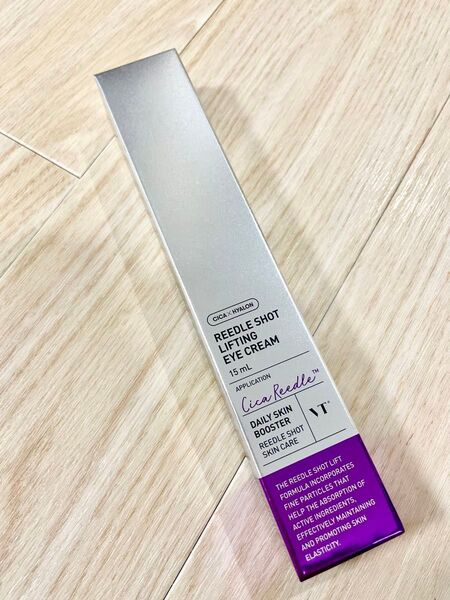 CICA × HYALON
REEDLE SHOT
LIFTING
EYE CREAM
15 mL
APPLICATION
Cica Reedle™
DAILY SKIN
BOOSTER
REEDLE SHOT
SKIN CARE
VT®
THE REEDLE SHOT LIFT
FORMULA INCORPORATES
FINE PARTICLES THAT
HELP THE ABSORPTION OF
ACTIVE INGREDIENTS,
EFFECTIVELY MAINTAINING
AND PROMOTING SKIN
ELASTICITY.